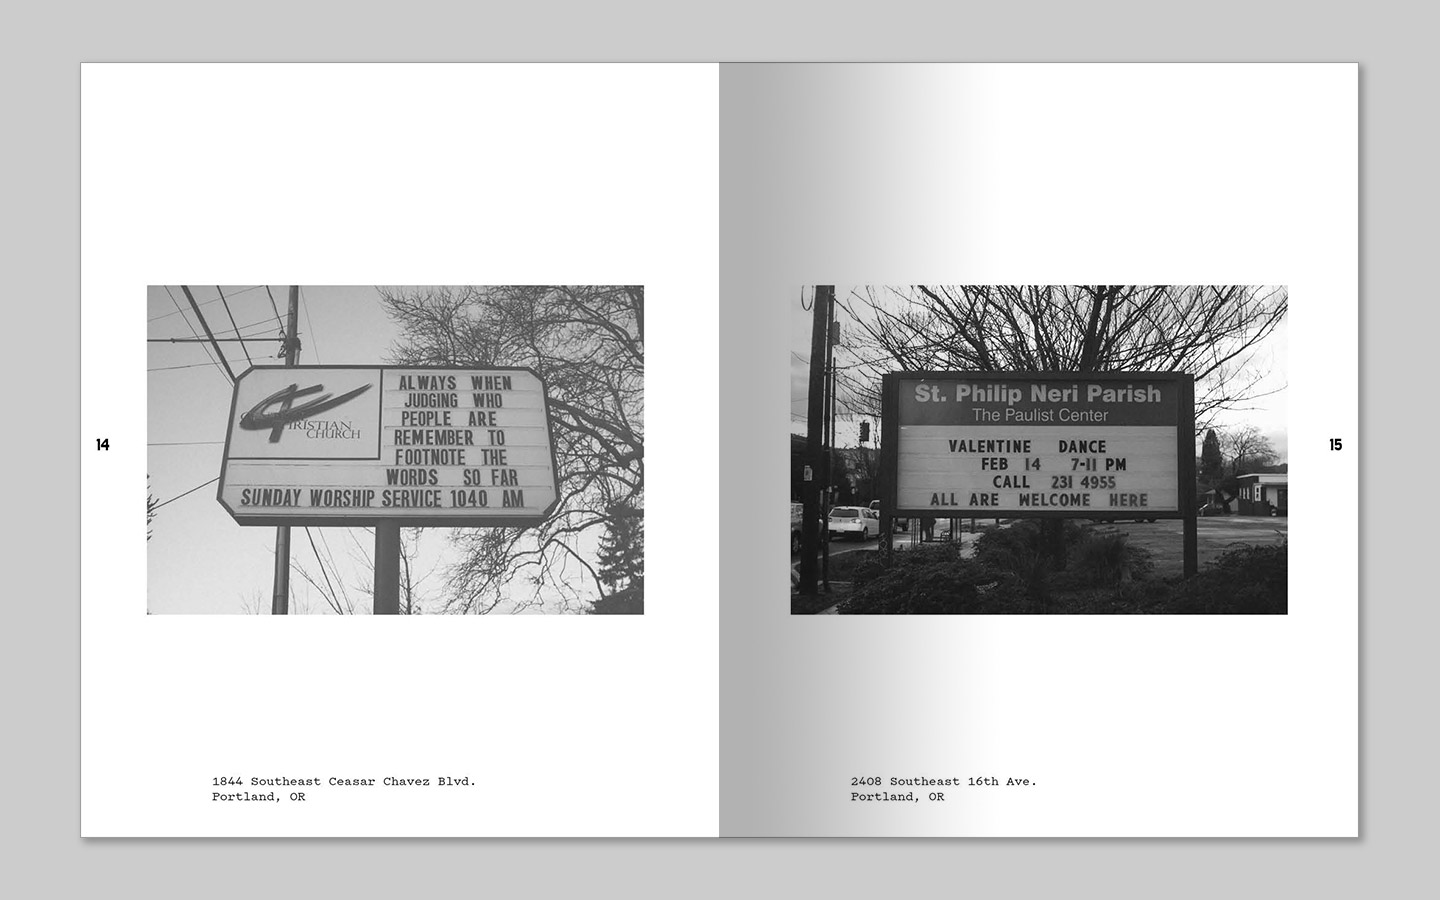 14
CHRISTIAN
CHURCH
ALWAYS WHEN
JUDGING WHO
PEOPLE ARE
REMEMBER TO
FOOTNOTE THE
WORDS SO FAR
SUNDAY WORSHIP SERVICE 1040 AM
1844 Southeast Ceasar Chavez Blvd.
Portland, OR
St. Philip Neri Parish
The Paulist Center
VALENTINE DANCE
FEB 14 7-11 PM
CALL 231 4955
ALL ARE WELCOME HERE
15
2408 Southeast 16th Ave.
Portland, OR